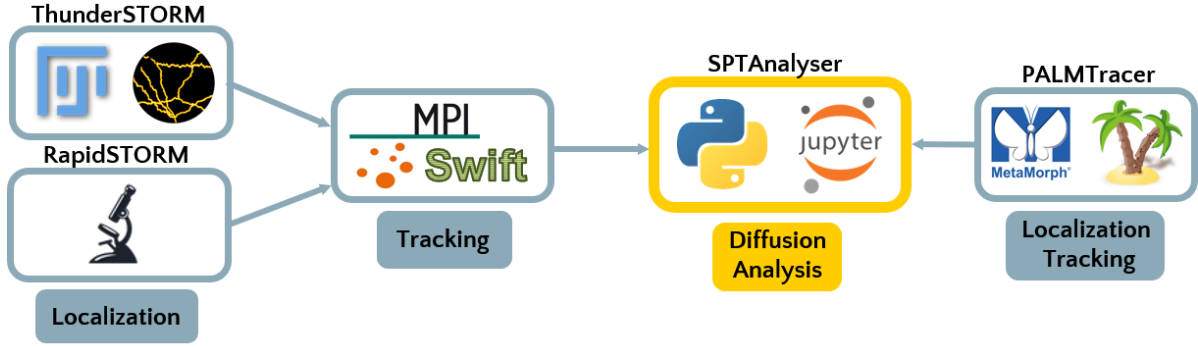 ThunderSTORM
RapidSTORM
Localization
MPI
Swift
Tracking
SPTAnalyser
jupyter
Diffusion
Analysis
PALMTracer
MetaMorph®
Localization
Tracking